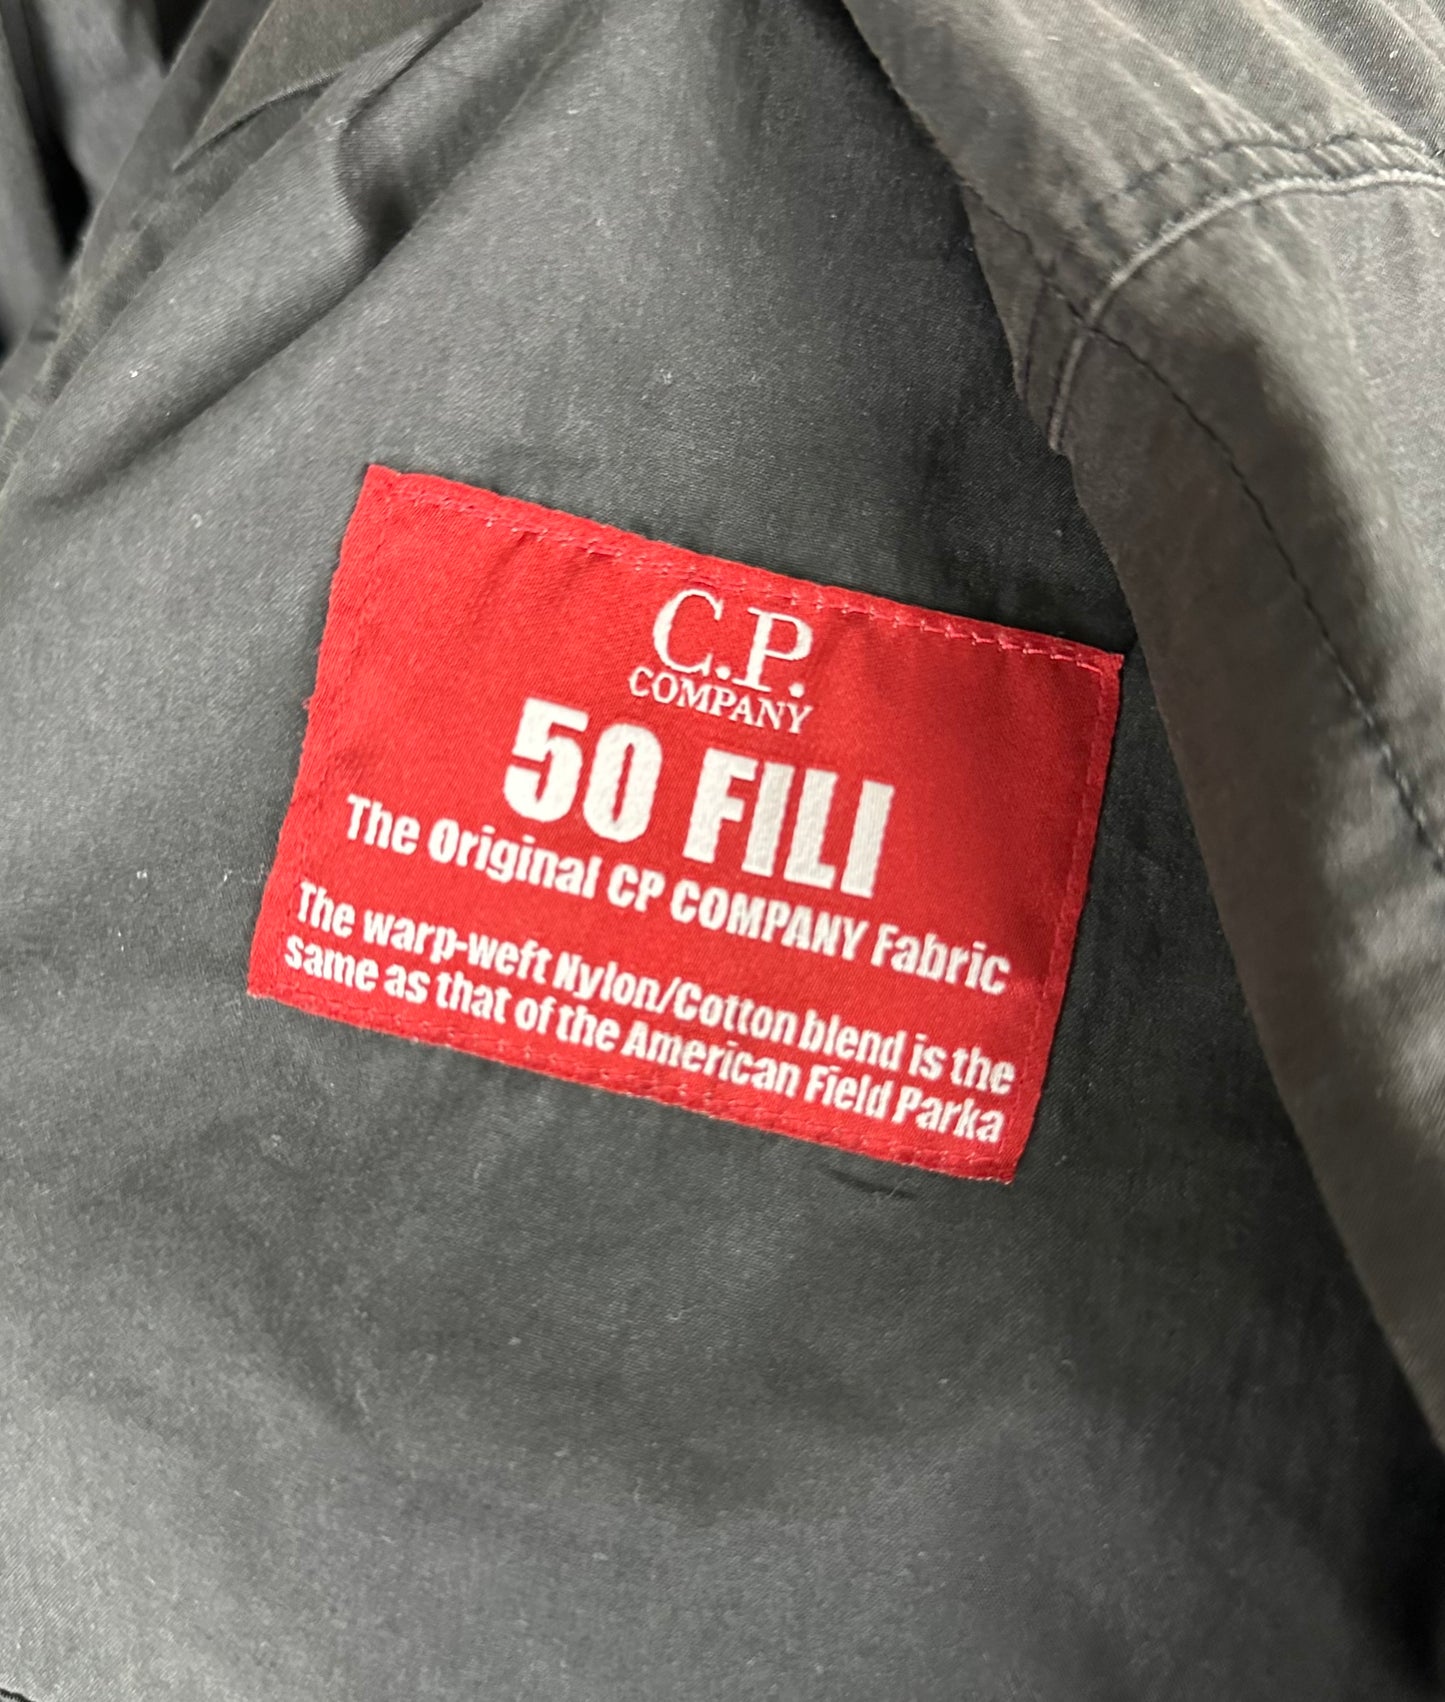 C.P.
COMPANY
50 FILI
The Original CP COMPANY Fabric
The warp-weft Nylon/Cotton blend is the
same as that of the American Field Parka